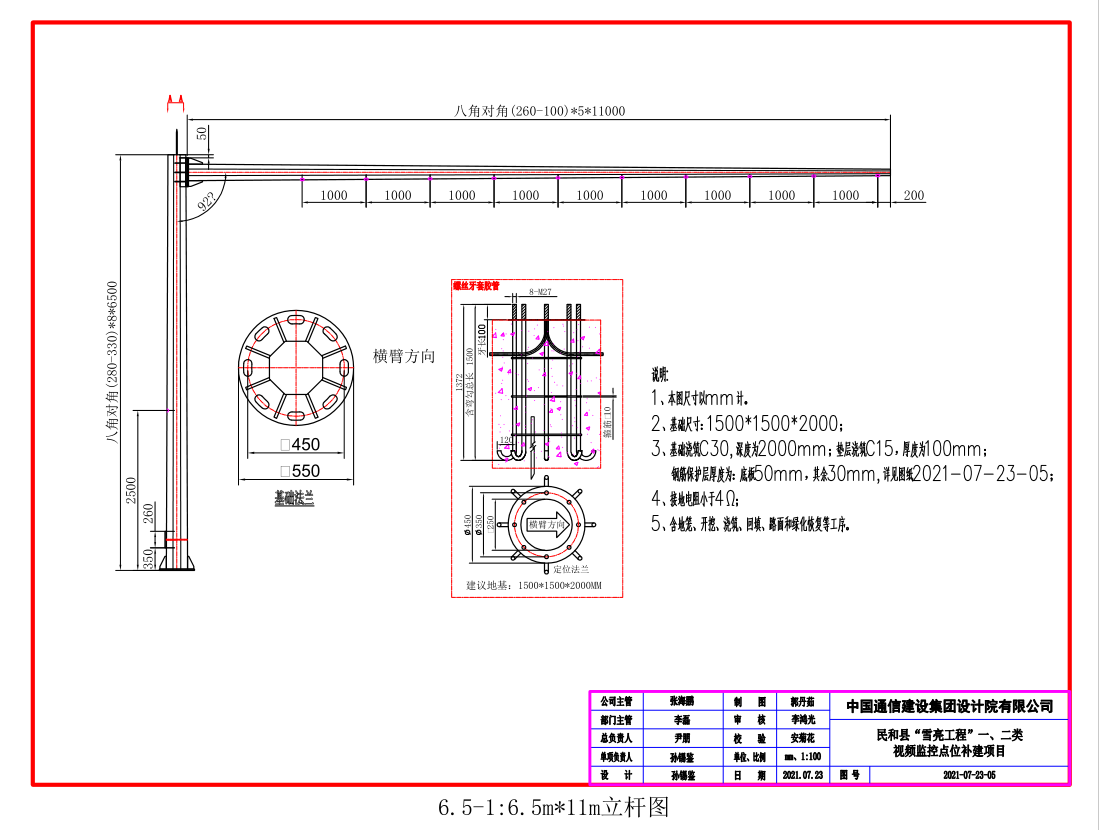 八角对角(260-100)*5*11000
50
92?
1000
1000
1000
1000
1000
1000
1000
1000
1000
200
八角对角(280-330)*8*6500
2500
260
350
□450
□550
基础法兰
横臂方向
螺丝牙套胶管
8-M27
牙长100
1372
含弯勾总长 1500
箍筋:10
120
ø450
ø350
□250
横臂方向
定位法兰
建议地基: 1500*1500*2000MM
说明:
1、本图尺寸以mm计。
2、基础尺寸:1500*1500*2000;
3、基础浇筑C30,深度为2000mm;垫层浇筑C15,厚度为100mm;
钢筋保护层厚度为:底板50mm,其余30mm,详见图纸2021-07-23-05;
4、接地电阻小于4Ω;
5、含地笼、开挖、浇筑、回填、路面和绿化恢复等工序。
公司主管 张海鹏 制 图 郭丹茹 中国通信建设集团设计院有限公司
部门主管 李磊 审 核 李鸿光
总负责人 尹朋 校 验 安菊花 民和县“雪亮工程”一、二类
单项负责人 孙锡鉴 单位、比例 mm、1:100 视频监控点位补建项目
设 计 孙锡鉴 日 期 2021.07.23 图 号 2021-07-23-05
6.5-1:6.5m*11m立杆图